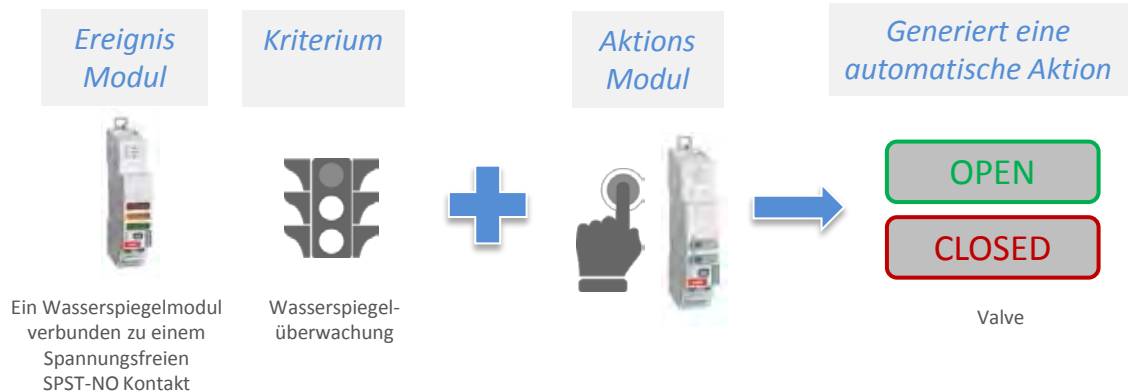 Ereignis
Modul
Kriterium
Aktions
Modul
Generiert eine
automatische Aktion
OPEN
CLOSED
Ein Wasserspiegelmodul
verbunden zu einem
Spannungsfreien
SPST-NO Kontakt
Wasserspiegel-
überwachung
Valve